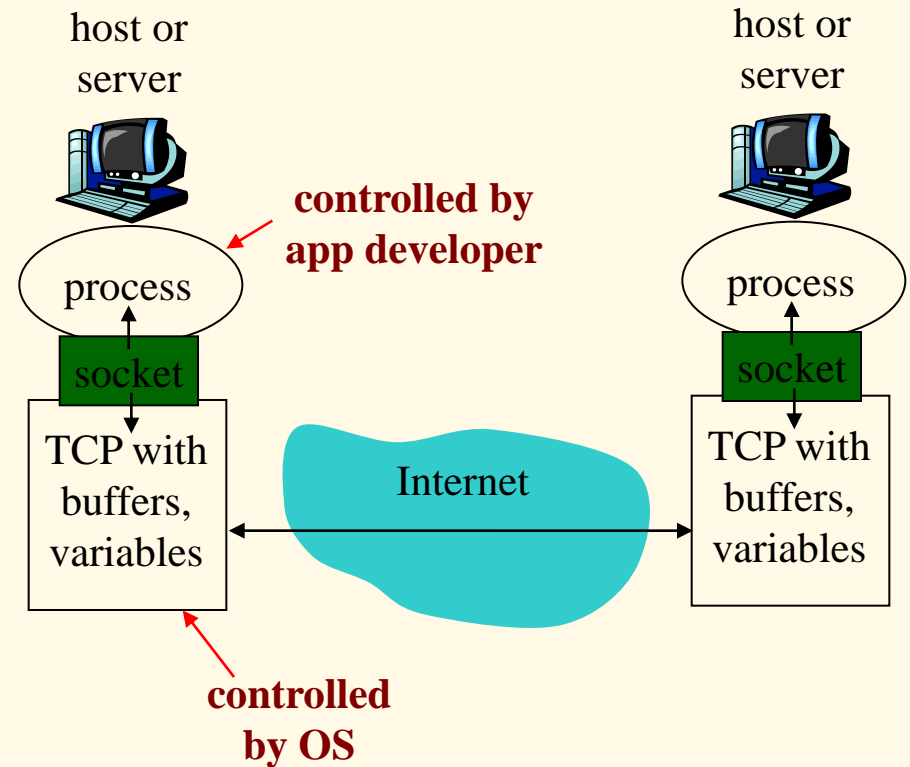 host or
server
controlled by
app developer
process
socket
TCP with
buffers,
variables
controlled
by OS
Internet
host or
server
process
socket
TCP with
buffers,
variables